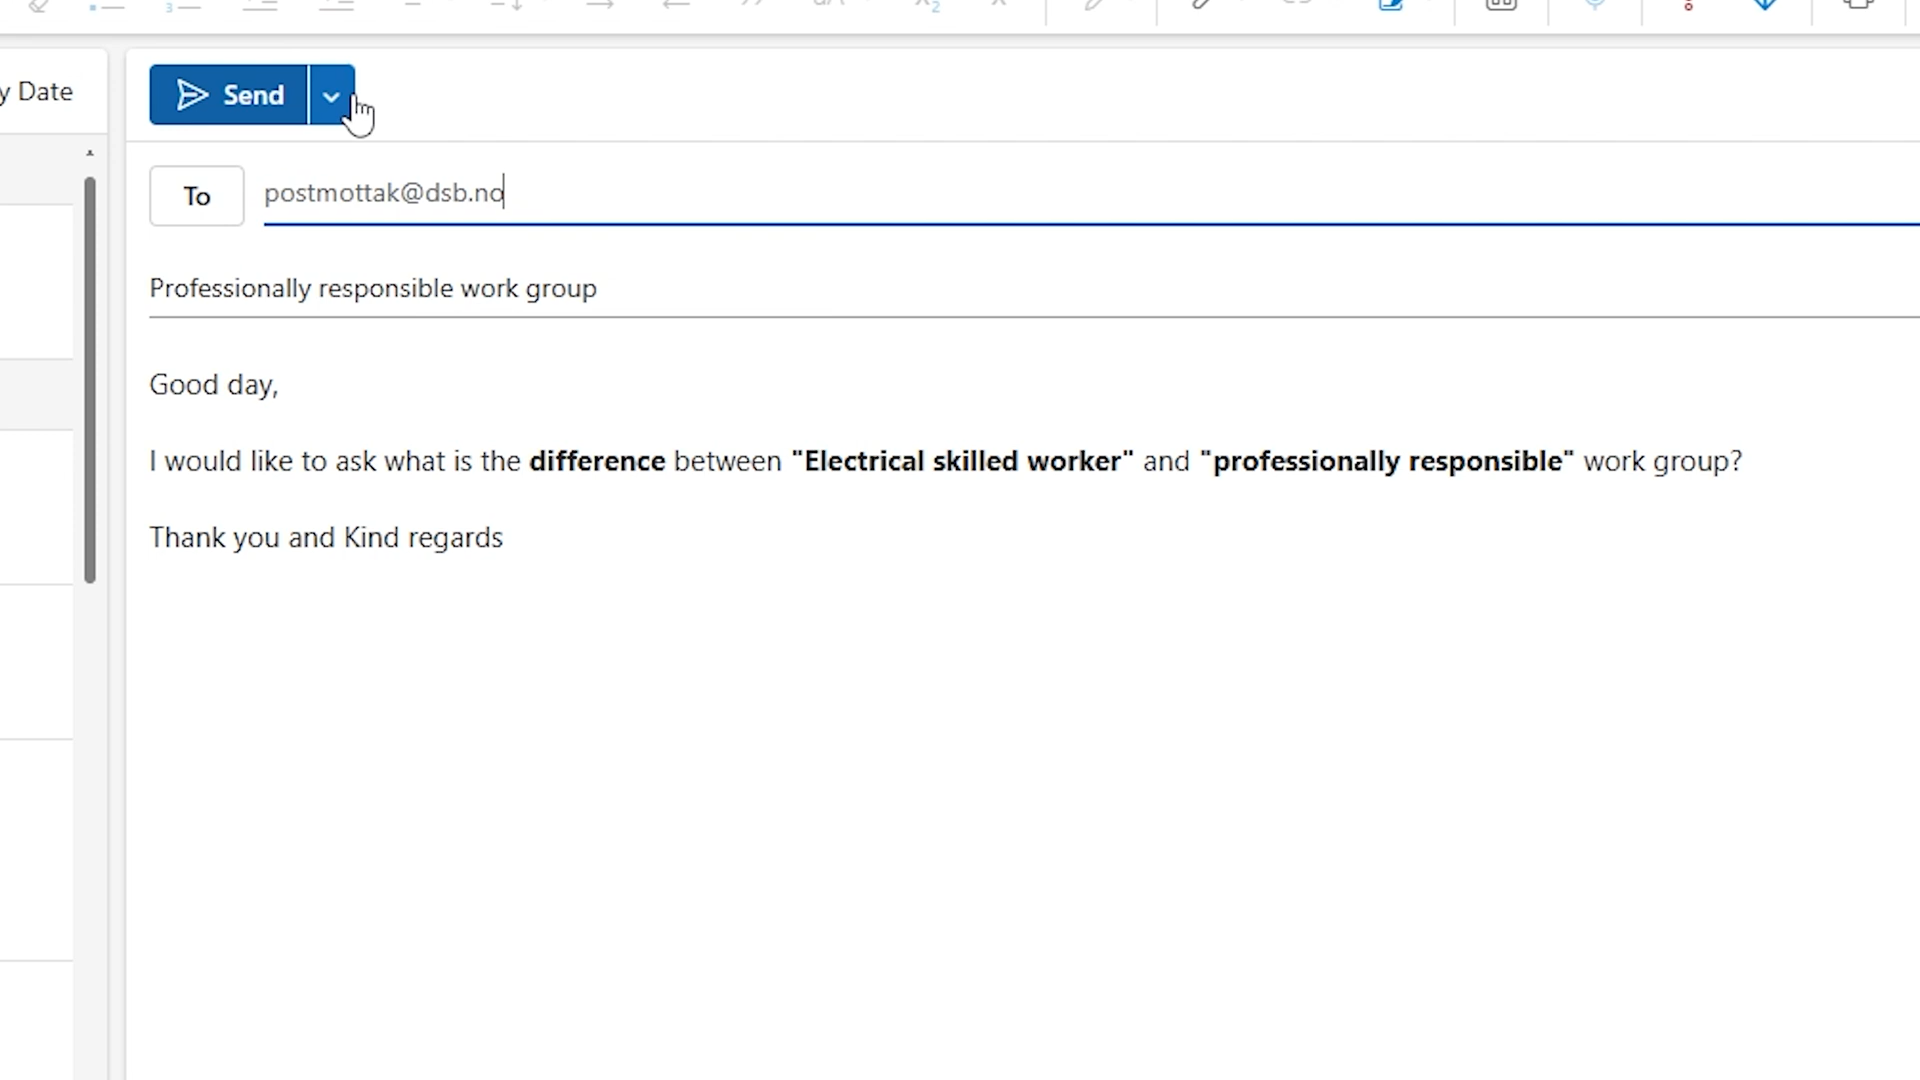 y Date
Send
To
postmottak@dsb.no
Professionally responsible work group
Good day,
I would like to ask what is the difference between "Electrical skilled worker" and "professionally responsible" work group?
Thank you and Kind regards